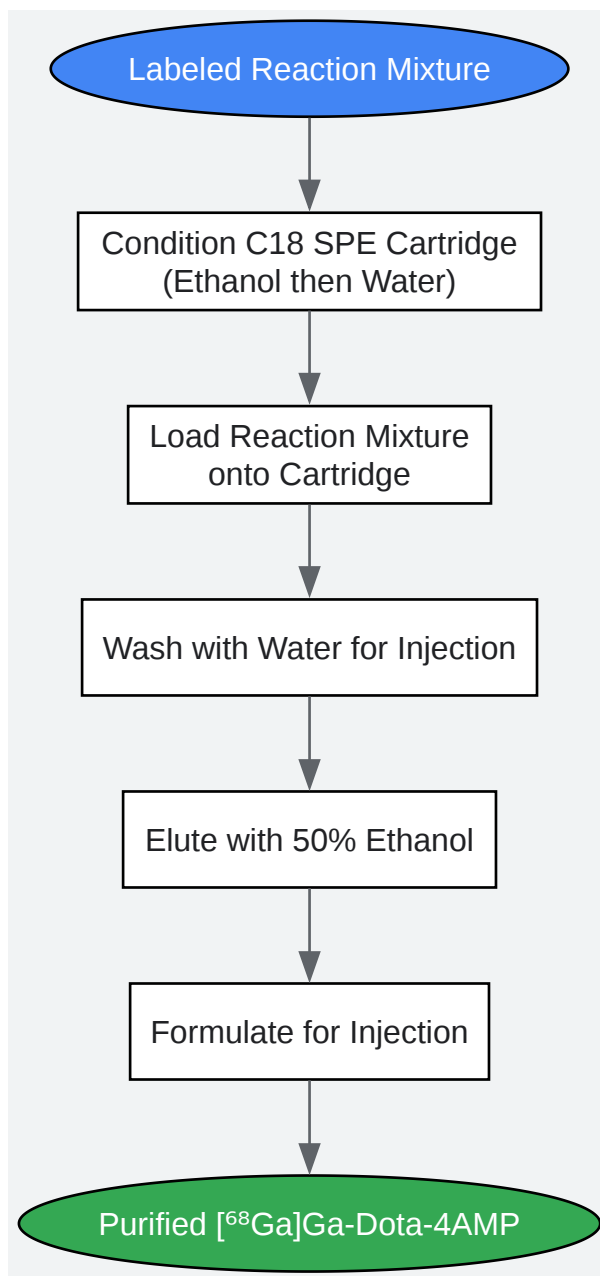 Labeled Reaction Mixture
Condition C18 SPE Cartridge
(Ethanol then Water)
Load Reaction Mixture
onto Cartridge
Wash with Water for Injection
Elute with 50% Ethanol
Formulate for Injection
Purified [⁶⁸Ga]Ga-Dota-4AMP